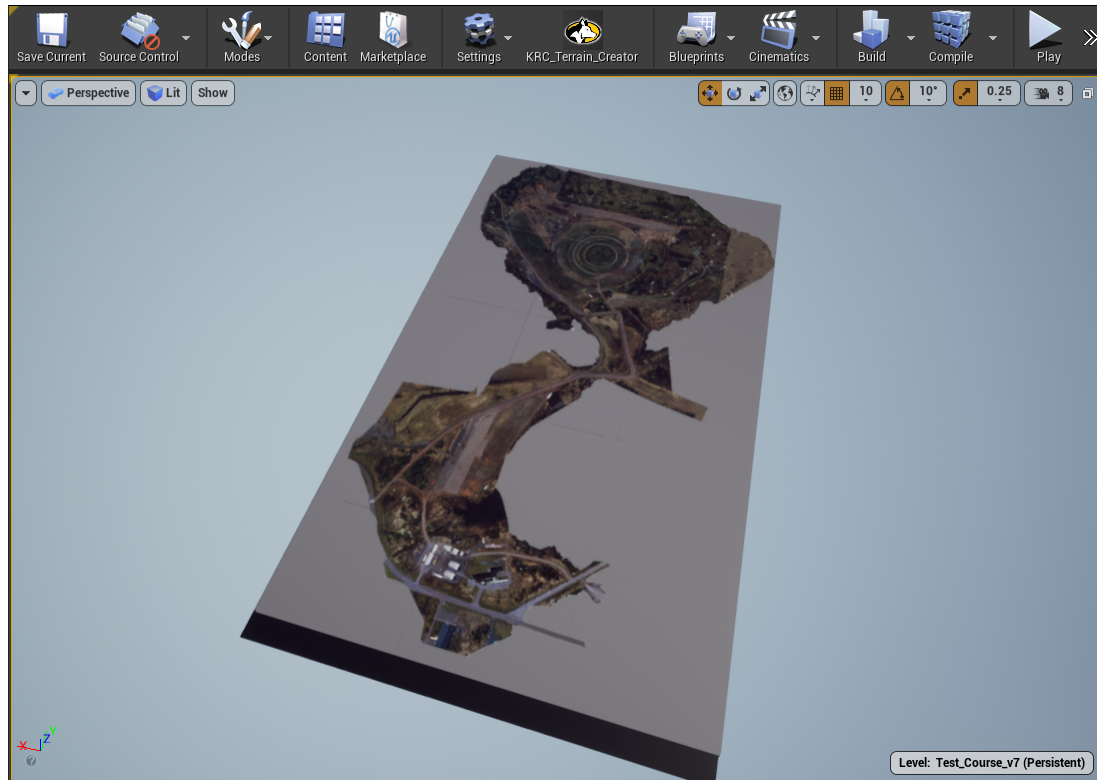 Save Current
Source Control
Modes
Content
Marketplace
Settings
KRC_Terrain_Creator
Blueprints
Cinematics
Build
Compile
Play
Perspective
Lit
Show
10
10°
0.25
8
X
Z
Y
Level: Test_Course_v7 (Persistent)